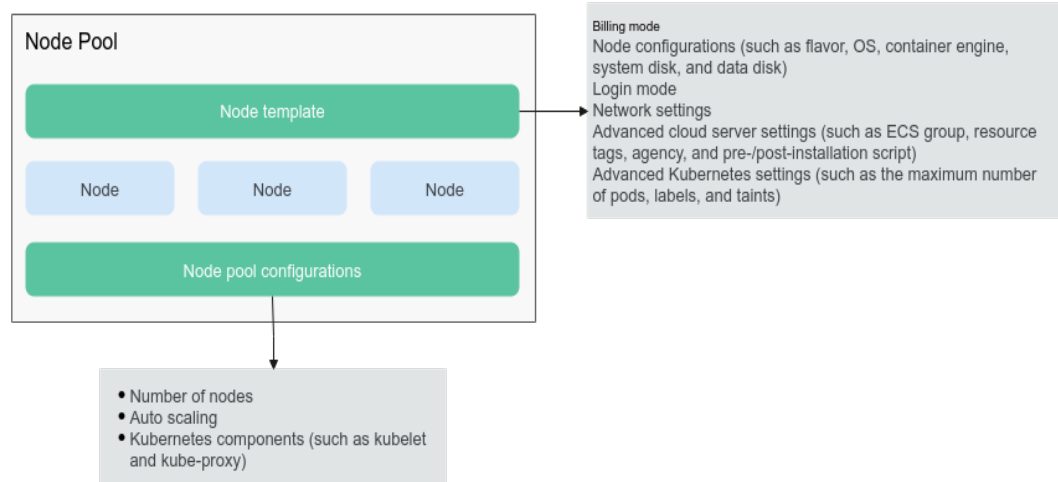 Node Pool
Node template
Node
Node
Node
Node pool configurations
Billing mode
Node configurations (such as flavor, OS, container engine,
system disk, and data disk)
Login mode
Network settings
Advanced cloud server settings (such as ECS group, resource
tags, agency, and pre-/post-installation script)
Advanced Kubernetes settings (such as the maximum number
of pods, labels, and taints)
• Number of nodes
• Auto scaling
• Kubernetes components (such as kubelet
and kube-proxy)